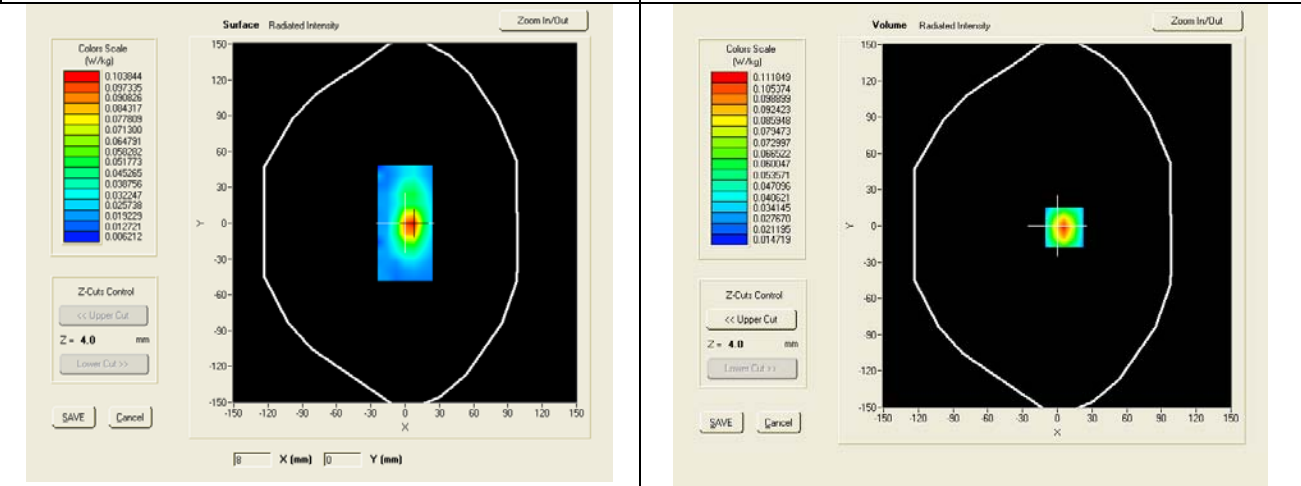 Surface Radiated Intensity
Zoom In/Out
Colors Scale
(W/kg)
0.103844
0.097335
0.090826
0.084317
0.077809
0.071300
0.064791
0.058282
0.051773
0.045265
0.038756
0.032247
0.025738
0.019229
0.012721
0.006212
150-
120-
90-
60-
30-
Y
0-
-30-
-60-
-90-
-120-
-150-
-150 -120 -90 -60 -30 0 30 60 90 120 150
X
Z-Cuts Control
<< Upper Cut
Z = 4.0 mm
Lower Cut >>
SAVE Cancel
8 X (mm) 0 Y (mm)
Volume Radiated Intensity
Zoom In/Out
Colors Scale
(W/kg)
0.111849
0.105374
0.098899
0.092423
0.085948
0.079473
0.072997
0.066522
0.060047
0.053571
0.047096
0.040621
0.034145
0.027670
0.021195
0.014719
150-
120-
90-
60-
30-
Y
0-
-30-
-60-
-90-
-120-
-150-
-150 -120 -90 -60 -30 0 30 60 90 120 150
X
Z-Cuts Control
<< Upper Cut
Z = 4.0 mm
Lower Cut >>
SAVE Cancel